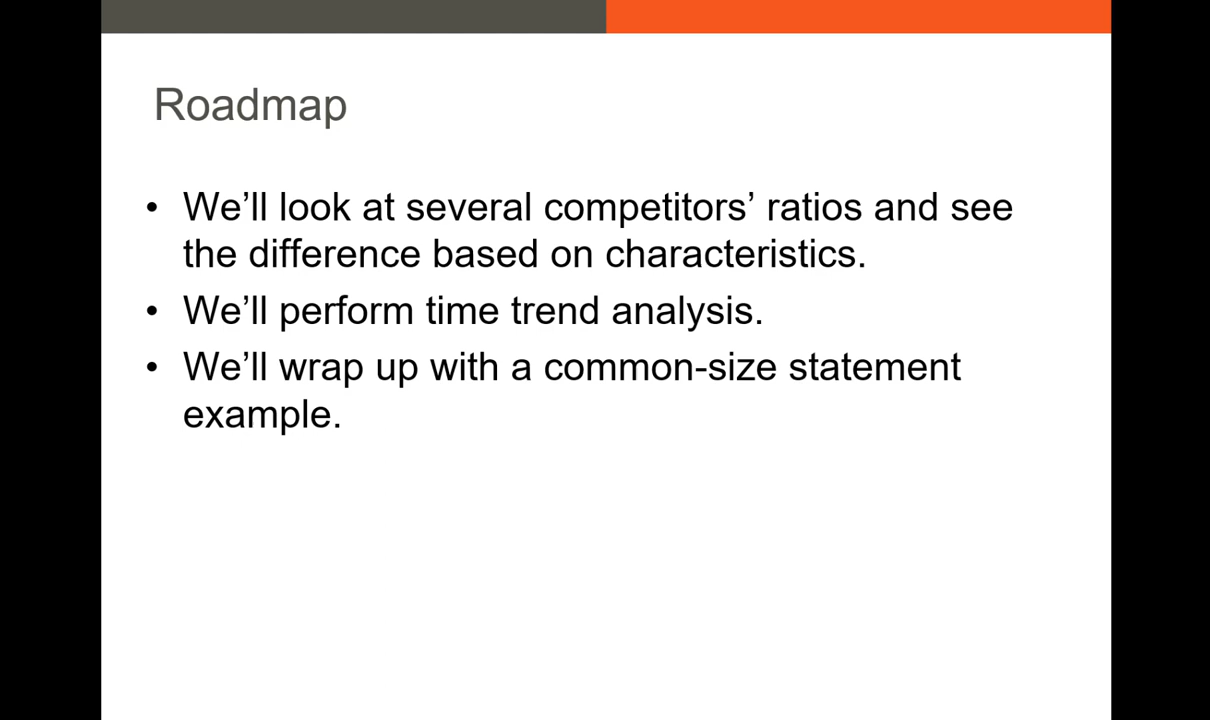 Roadmap
• We’ll look at several competitors’ ratios and see
the difference based on characteristics.
• We’ll perform time trend analysis.
• We’ll wrap up with a common-size statement
example.